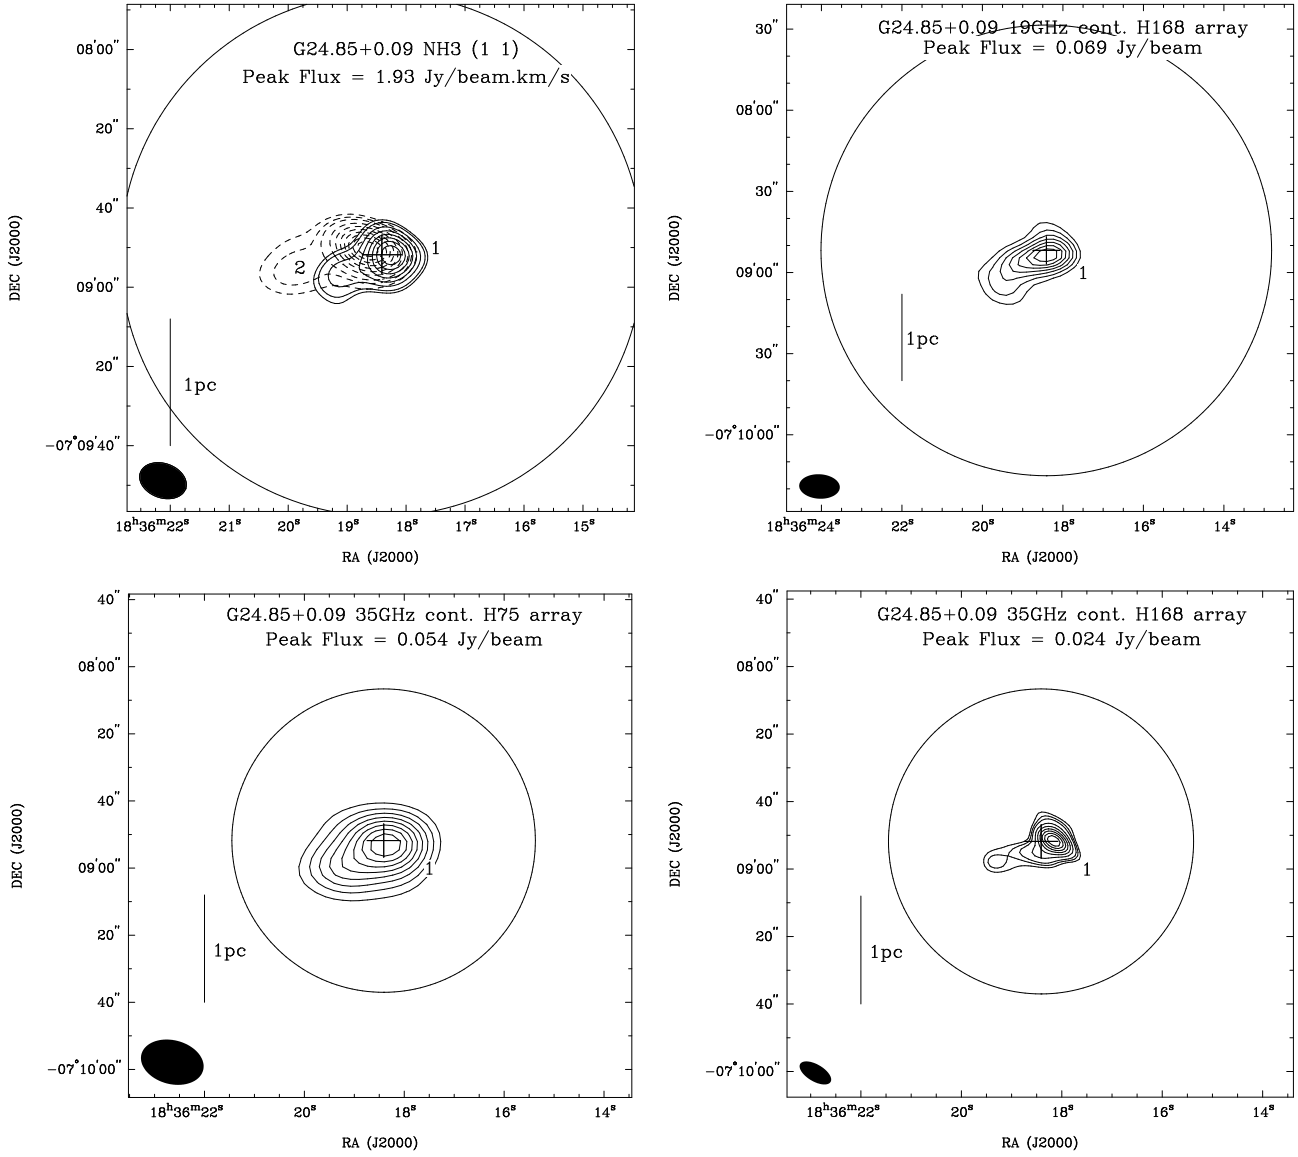 G24.85+0.09 NH3 (1 1)
Peak Flux = 1.93 Jy/beam.km/s
08'00"
20"
40"
09'00"
20"
−07°09'40"
DEC (J2000)
1
2
1pc
18ʰ36ᵐ22ˢ 21ˢ 20ˢ 19ˢ 18ˢ 17ˢ 16ˢ 15ˢ
RA (J2000)
G24.85+0.09 19GHz cont. H168 array
Peak Flux = 0.069 Jy/beam
30"
08'00"
30"
09'00"
30"
−07°10'00"
DEC (J2000)
1
1pc
18ʰ36ᵐ24ˢ 22ˢ 20ˢ 18ˢ 16ˢ 14ˢ
RA (J2000)
G24.85+0.09 35GHz cont. H75 array
Peak Flux = 0.054 Jy/beam
40"
08'00"
20"
40"
09'00"
20"
40"
−07°10'00"
DEC (J2000)
1
1pc
18ʰ36ᵐ22ˢ 20ˢ 18ˢ 16ˢ 14ˢ
RA (J2000)
G24.85+0.09 35GHz cont. H168 array
Peak Flux = 0.024 Jy/beam
40"
08'00"
20"
40"
09'00"
20"
40"
−07°10'00"
DEC (J2000)
1
1pc
18ʰ36ᵐ22ˢ 20ˢ 18ˢ 16ˢ 14ˢ
RA (J2000)